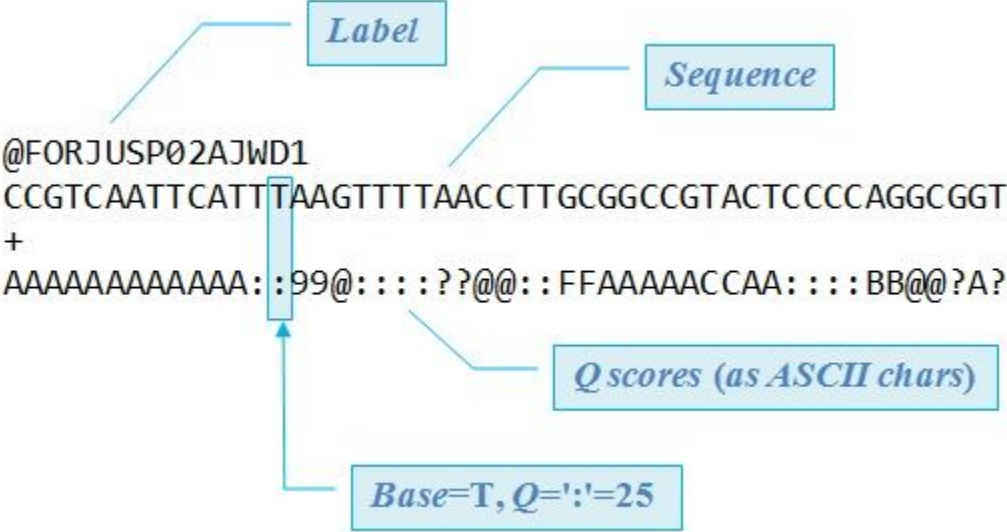 Label
Sequence
@FORJUSP02AJWD1
CCGTCAATTCATTTAAGTTTTAACCTTGCGGCCGTACTCCCCAGGCGGT
+
AAAAAAAAAAAA::99@::::??@@::FFAAAAACCAA::::BB@@?A?
Q scores (as ASCII chars)
Base=T, Q=':'=25